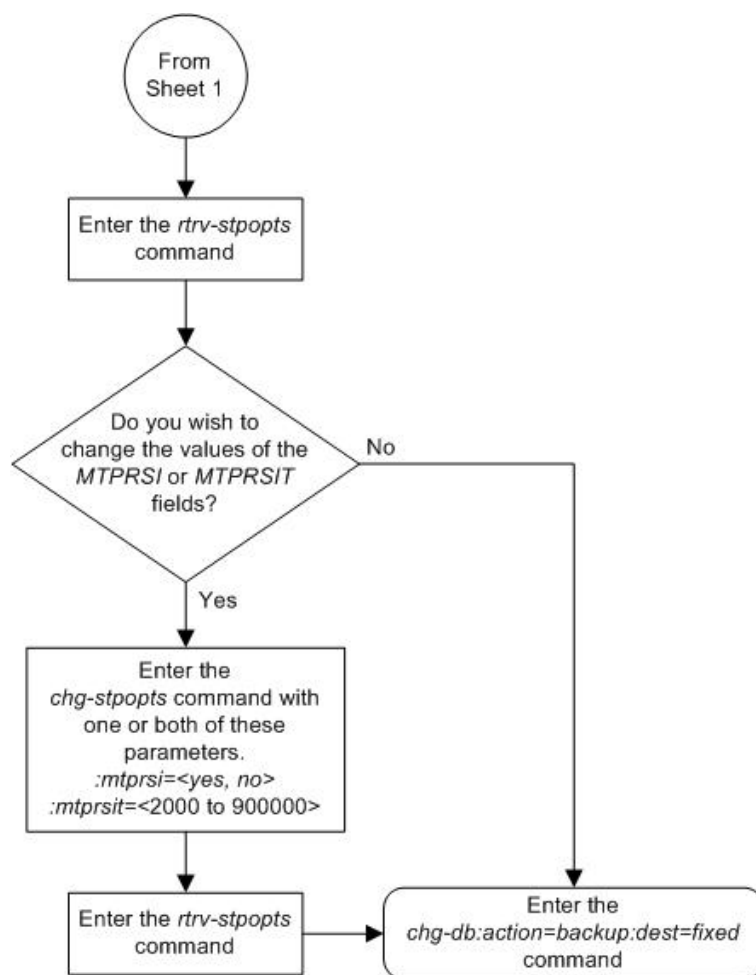 From
Sheet 1
Enter the rtrv-stpopts
command
Do you wish to
change the values of the
MTPRSI or MTPRSIT
fields?
No
Yes
Enter the
chg-stpopts command with
one or both of these
parameters.
:mtprsi=<yes, no>
:mtprsit=<2000 to 900000>
Enter the rtrv-stpopts
command
Enter the
chg-db:action=backup:dest=fixed
command